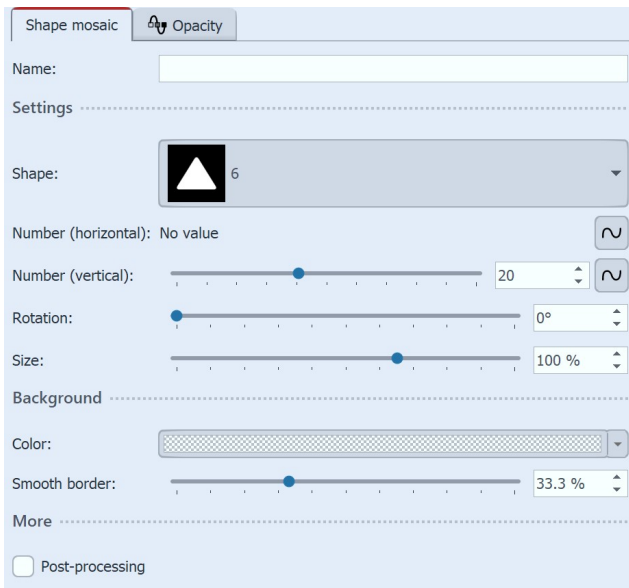 Shape mosaic Opacity
Name:
Settings
Shape: 6
Number (horizontal): No value
Number (vertical): 20
Rotation: 0°
Size: 100 %
Background
Color:
Smooth border: 33.3 %
More
Post-processing